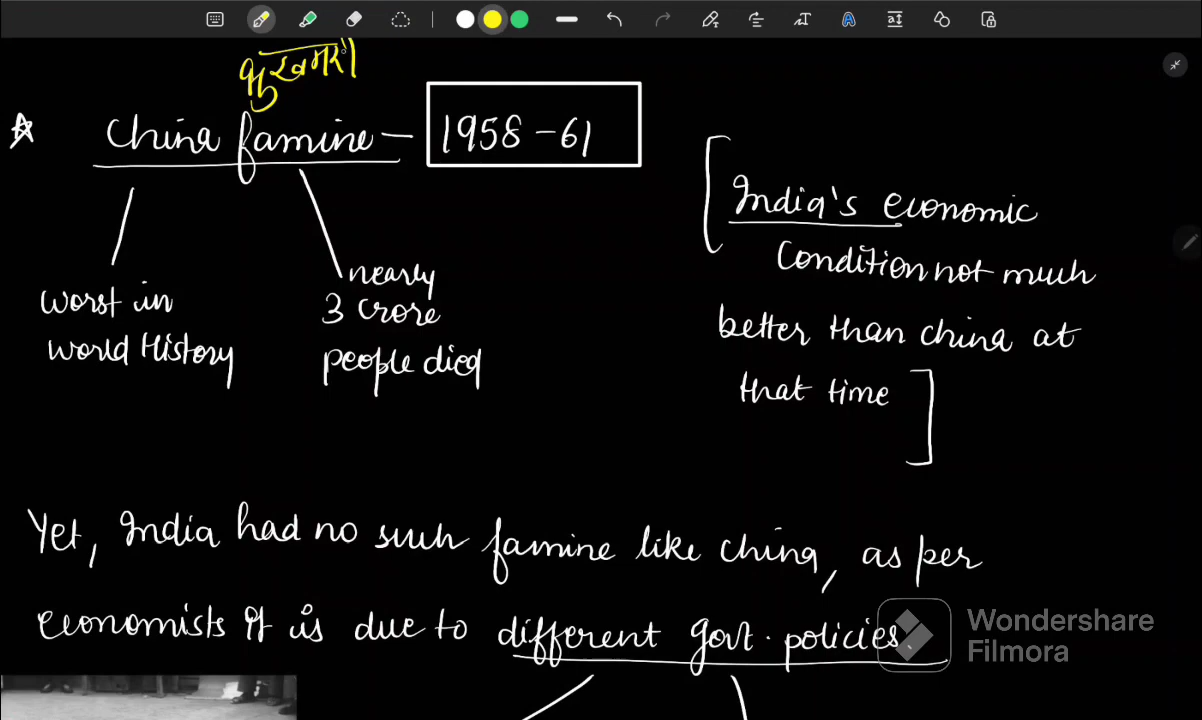 भुखमरी
☆ China famine — 1958 - 61
worst in
world History
nearly
3 crore
people died
[India's economic
Condition not much
better than china at
that time]
Yet, India had no such famine like china, as per
economists it is due to different govt. policies.
Wondershare
Filmora